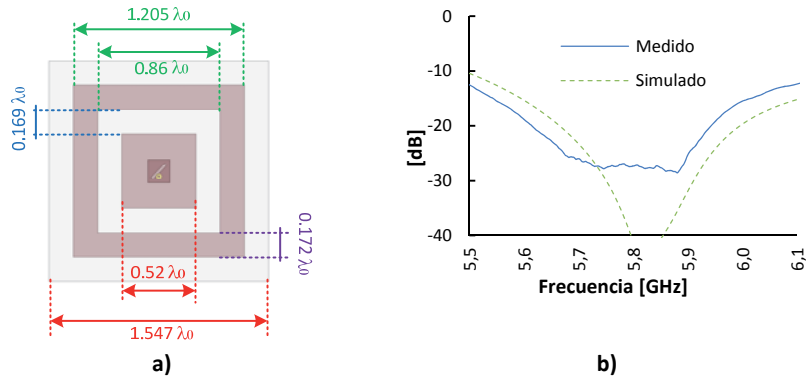 1.205 λ0
0.86 λ0
0.169 λ0
0.172 λ0
0.52 λ0
1.547 λ0
a)
0
-10
-20
-30
-40
[dB]
Medido
Simulado
5,5
5,6
5,7
5,8
5,9
6,0
6,1
Frecuencia [GHz]
b)